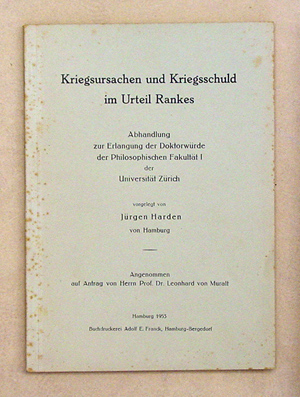 Kriegsursachen und Kriegsschuld
im Urteil Rankes
Abhandlung
zur Erlangung der Doktorwürde
der Philosophischen Fakultät I
der
Universität Zürich
vorgelegt von
Jürgen Harden
von Hamburg
Angenommen
auf Antrag von Herrn Prof. Dr. Leonhard von Muralt
Hamburg 1953
Buchdruckerei Adolf E. Franck, Hamburg-Bergedorf